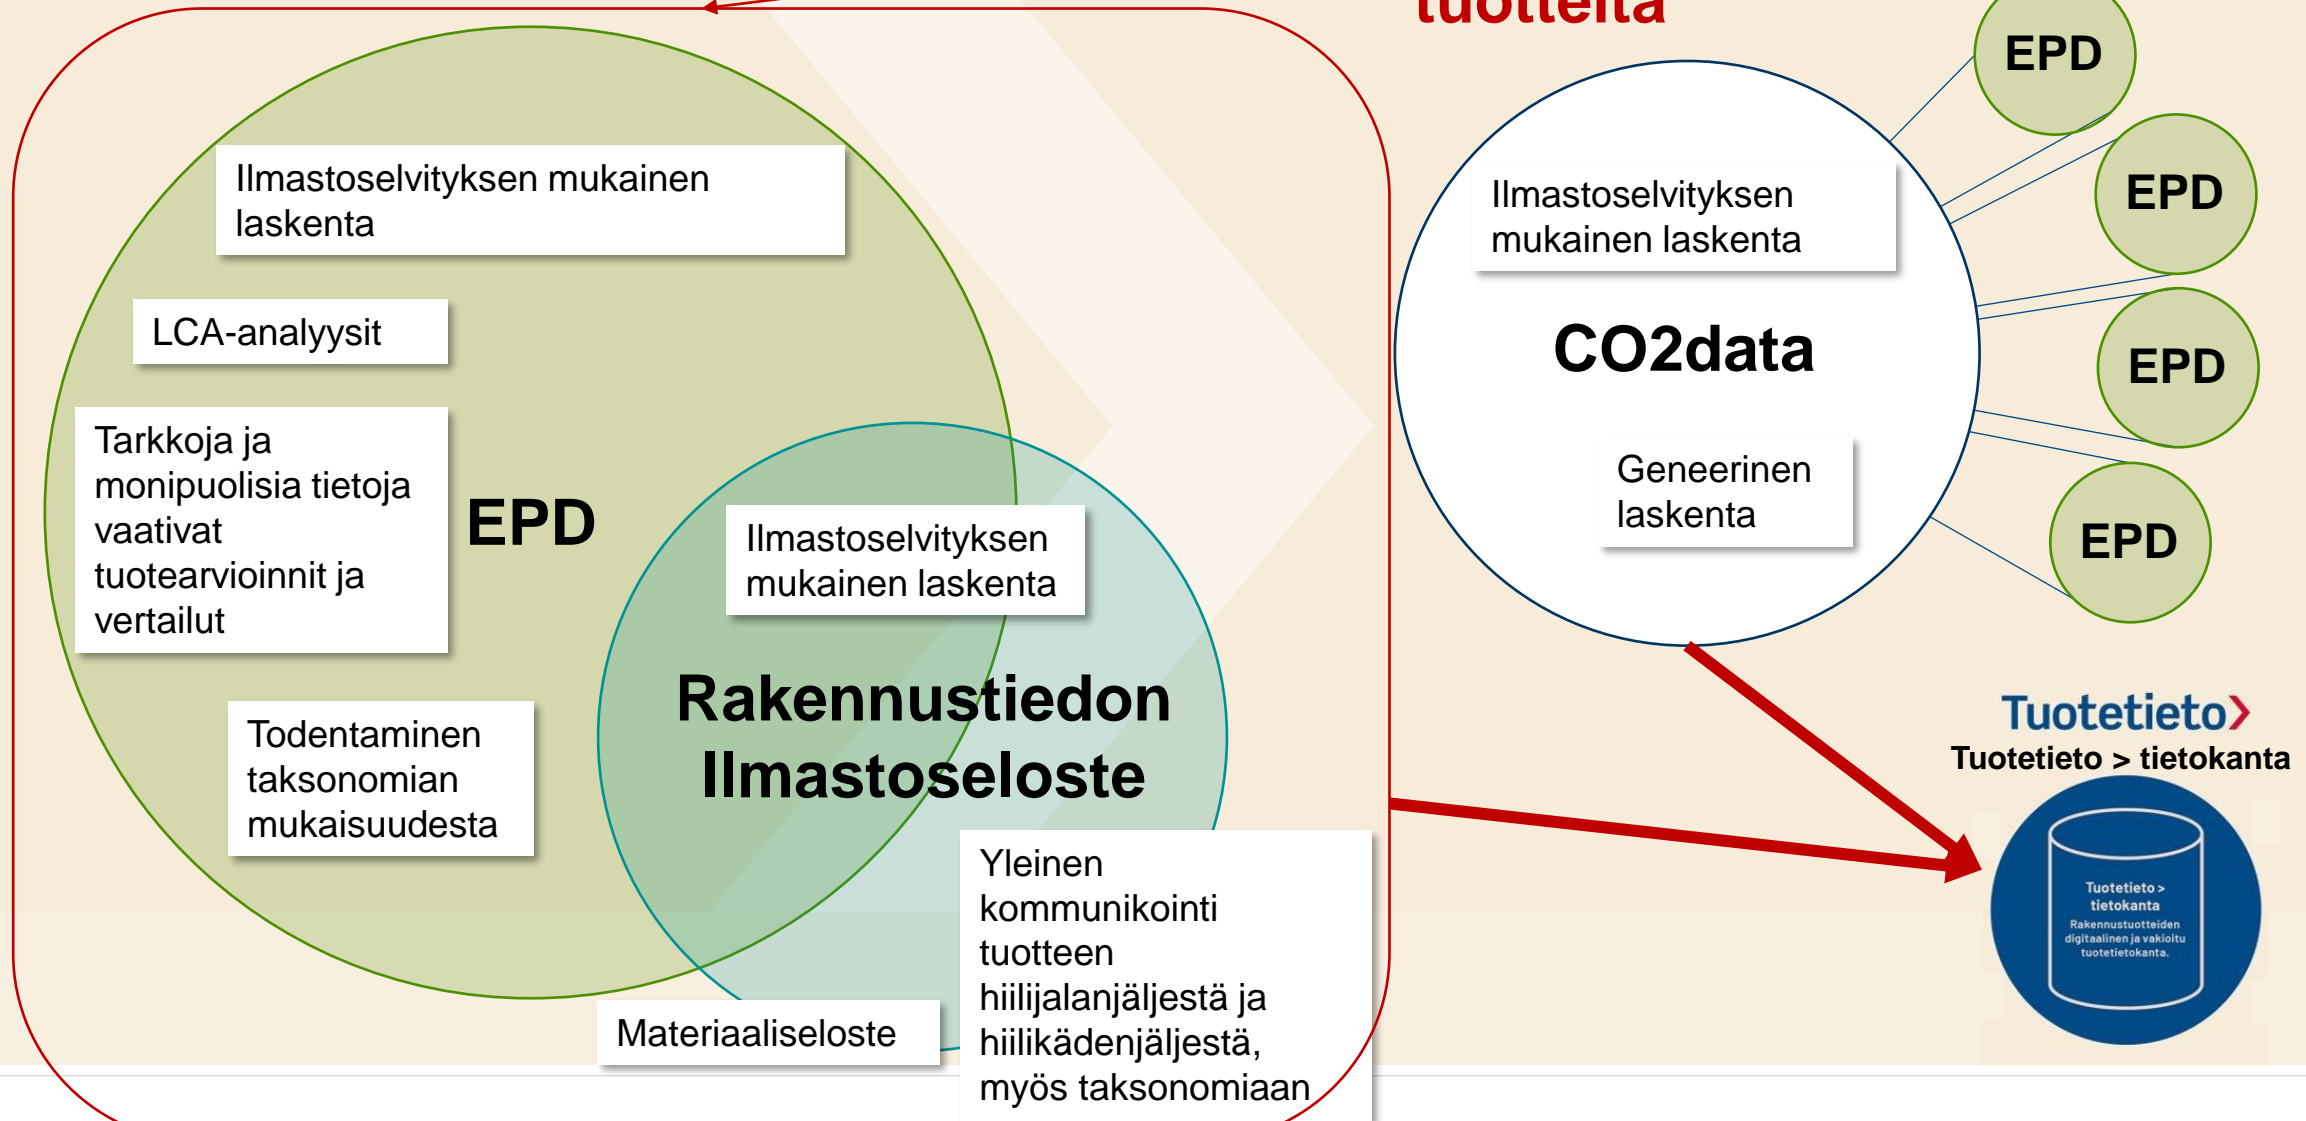 tuotteita
Ilmastoselvityksen mukainen
laskenta
LCA-analyysit
Tarkkoja ja
monipuolisia tietoja
vaativat
tuotearvioinnit ja
vertailut
EPD
Todentaminen
taksonomian
mukaisuudesta
Ilmastoselvityksen
mukainen laskenta
Rakennustiedon
Ilmastoseloste
Materiaaliseloste
Yleinen
kommunikointi
tuotteen
hiilijalanjäljestä ja
hiilikädenjäljestä,
myös taksonomiaan
Ilmastoselvityksen
mukainen laskenta
CO2data
Geneerinen
laskenta
EPD
EPD
EPD
EPD
Tuotetieto>
Tuotetieto > tietokanta
Tuotetieto >
tietokanta
Rakennustuotteiden
digitaalinen ja vakioitu
tuotetietokanta.